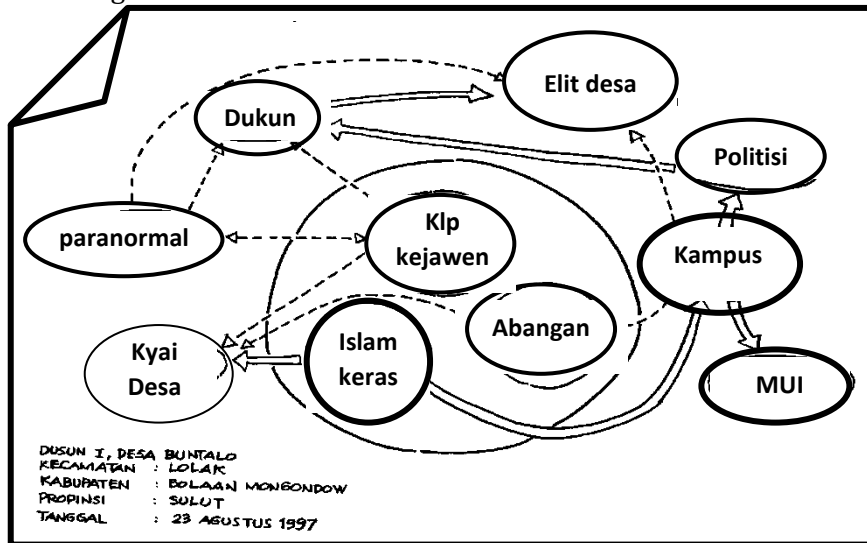 Elit desa
Dukun
Politisi
paranormal
Klp
kejawen
Kampus
Abangan
Kyai
Desa
Islam
keras
MUI
DUSUN I, DESA BUNTALO
KECAMATAN : LOLAK
KABUPATEN : BOLAAN MONGONDOW
PROPINSI : SULUT
TANGGAL : 23 AGUSTUS 1997